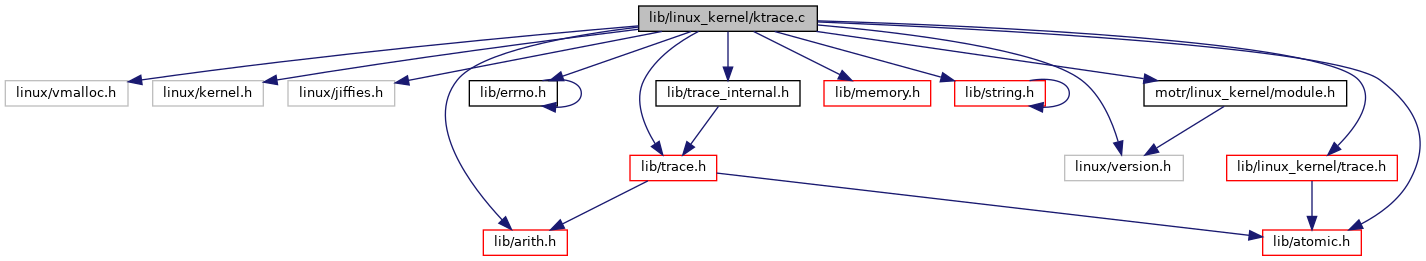 lib/linux_kernel/ktrace.c
linux/vmalloc.h
linux/kernel.h
linux/jiffies.h
lib/errno.h
lib/trace_internal.h
lib/memory.h
lib/string.h
motr/linux_kernel/module.h
lib/trace.h
linux/version.h
lib/linux_kernel/trace.h
lib/arith.h
lib/atomic.h